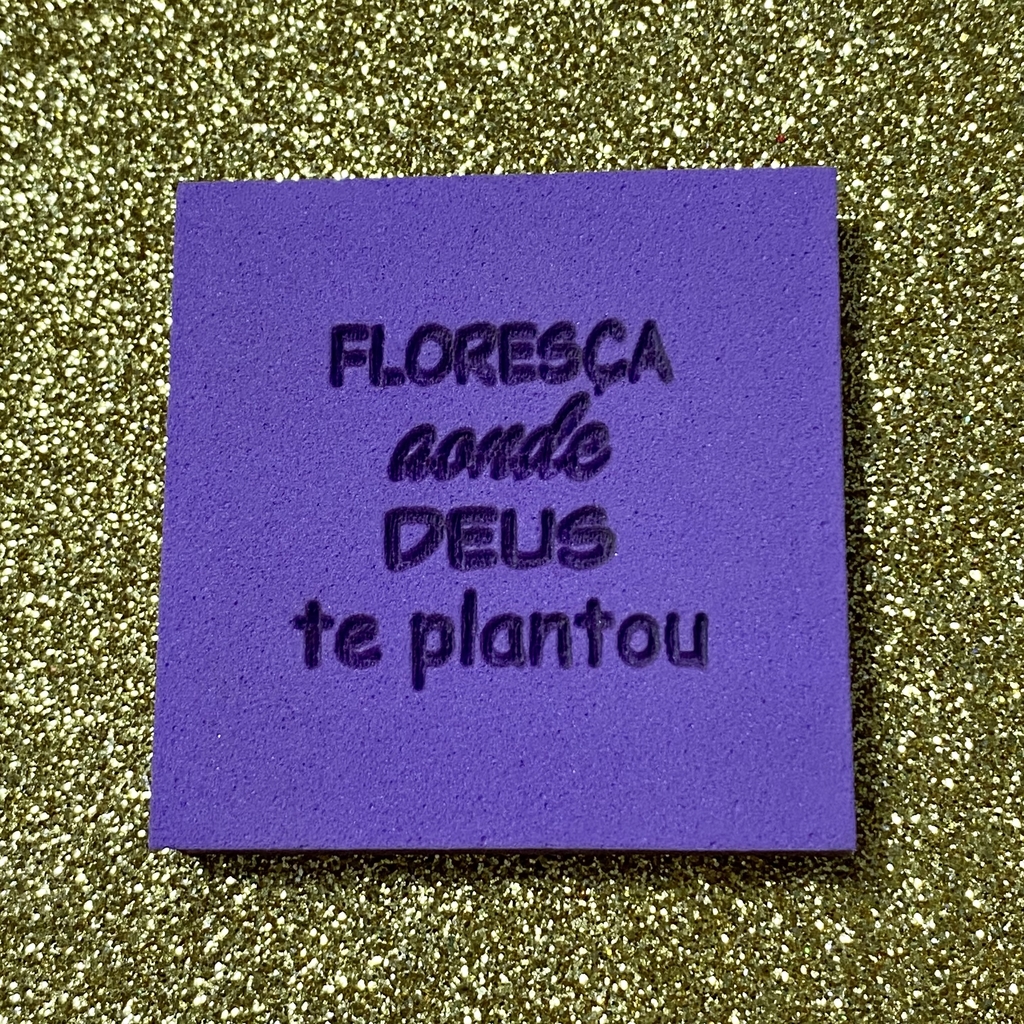 FLORESÇA
aonde
DEUS
te plantou